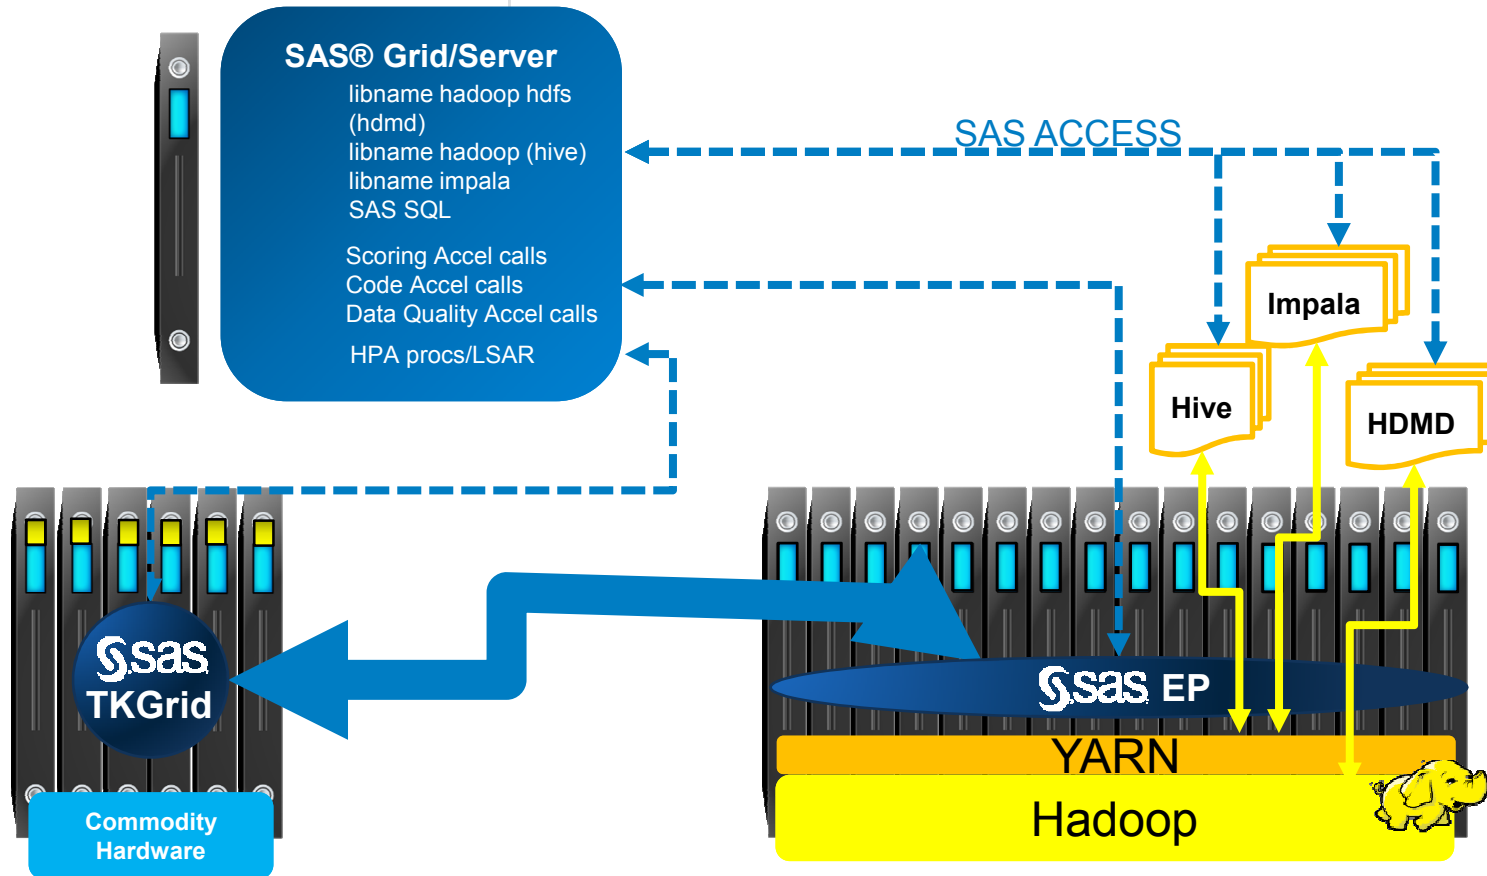 SAS® Grid/Server
libname hadoop hdfs
(hdmd)
libname hadoop (hive)
libname impala
SAS SQL
Scoring Accel calls
Code Accel calls
Data Quality Accel calls
HPA procs/LSAR
SAS ACCESS
Impala
Hive
HDMD
sas
TKGrid
Commodity
Hardware
sas EP
YARN
Hadoop